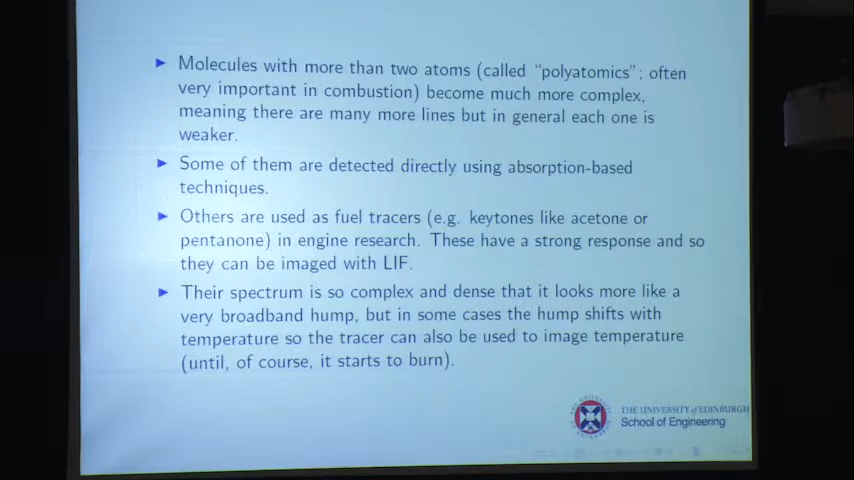 Molecules with more than two atoms (called “polyatomics”; often
very important in combustion) become much more complex,
meaning there are many more lines but in general each one is
weaker.
Some of them are detected directly using absorption-based
techniques.
Others are used as fuel tracers (e.g. keytones like acetone or
pentanone) in engine research. These have a strong response and so
they can be imaged with LIF.
Their spectrum is so complex and dense that it looks more like a
very broadband hump, but in some cases the hump shifts with
temperature so the tracer can also be used to image temperature
(until, of course, it starts to burn).
THE UNIVERSITY of EDINBURGH
School of Engineering